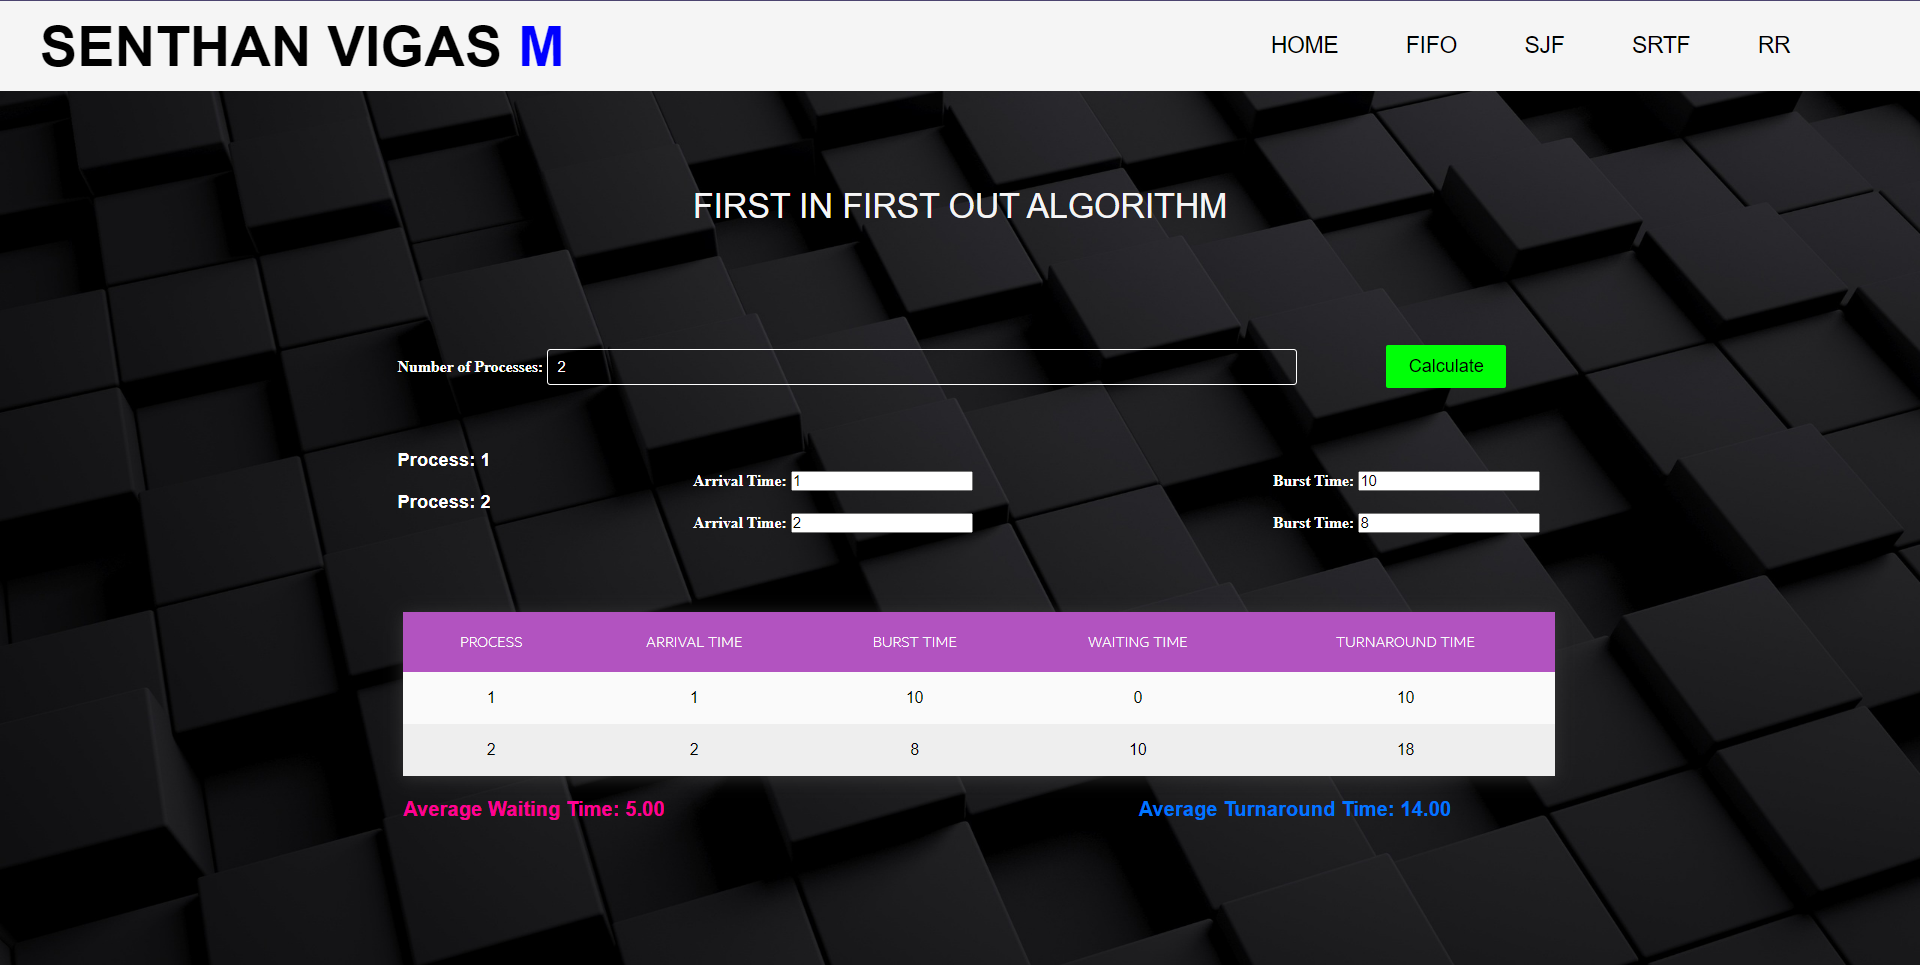 SENTHAN VIGAS M HOME FIFO SJF SRTF RR
FIRST IN FIRST OUT ALGORITHM
Number of Processes: 2 Calculate
Process: 1
Arrival Time: 1 Burst Time: 10
Process: 2
Arrival Time: 2 Burst Time: 8
PROCESS ARRIVAL TIME BURST TIME WAITING TIME TURNAROUND TIME
1 1 10 0 10
2 2 8 10 18
Average Waiting Time: 5.00 Average Turnaround Time: 14.00